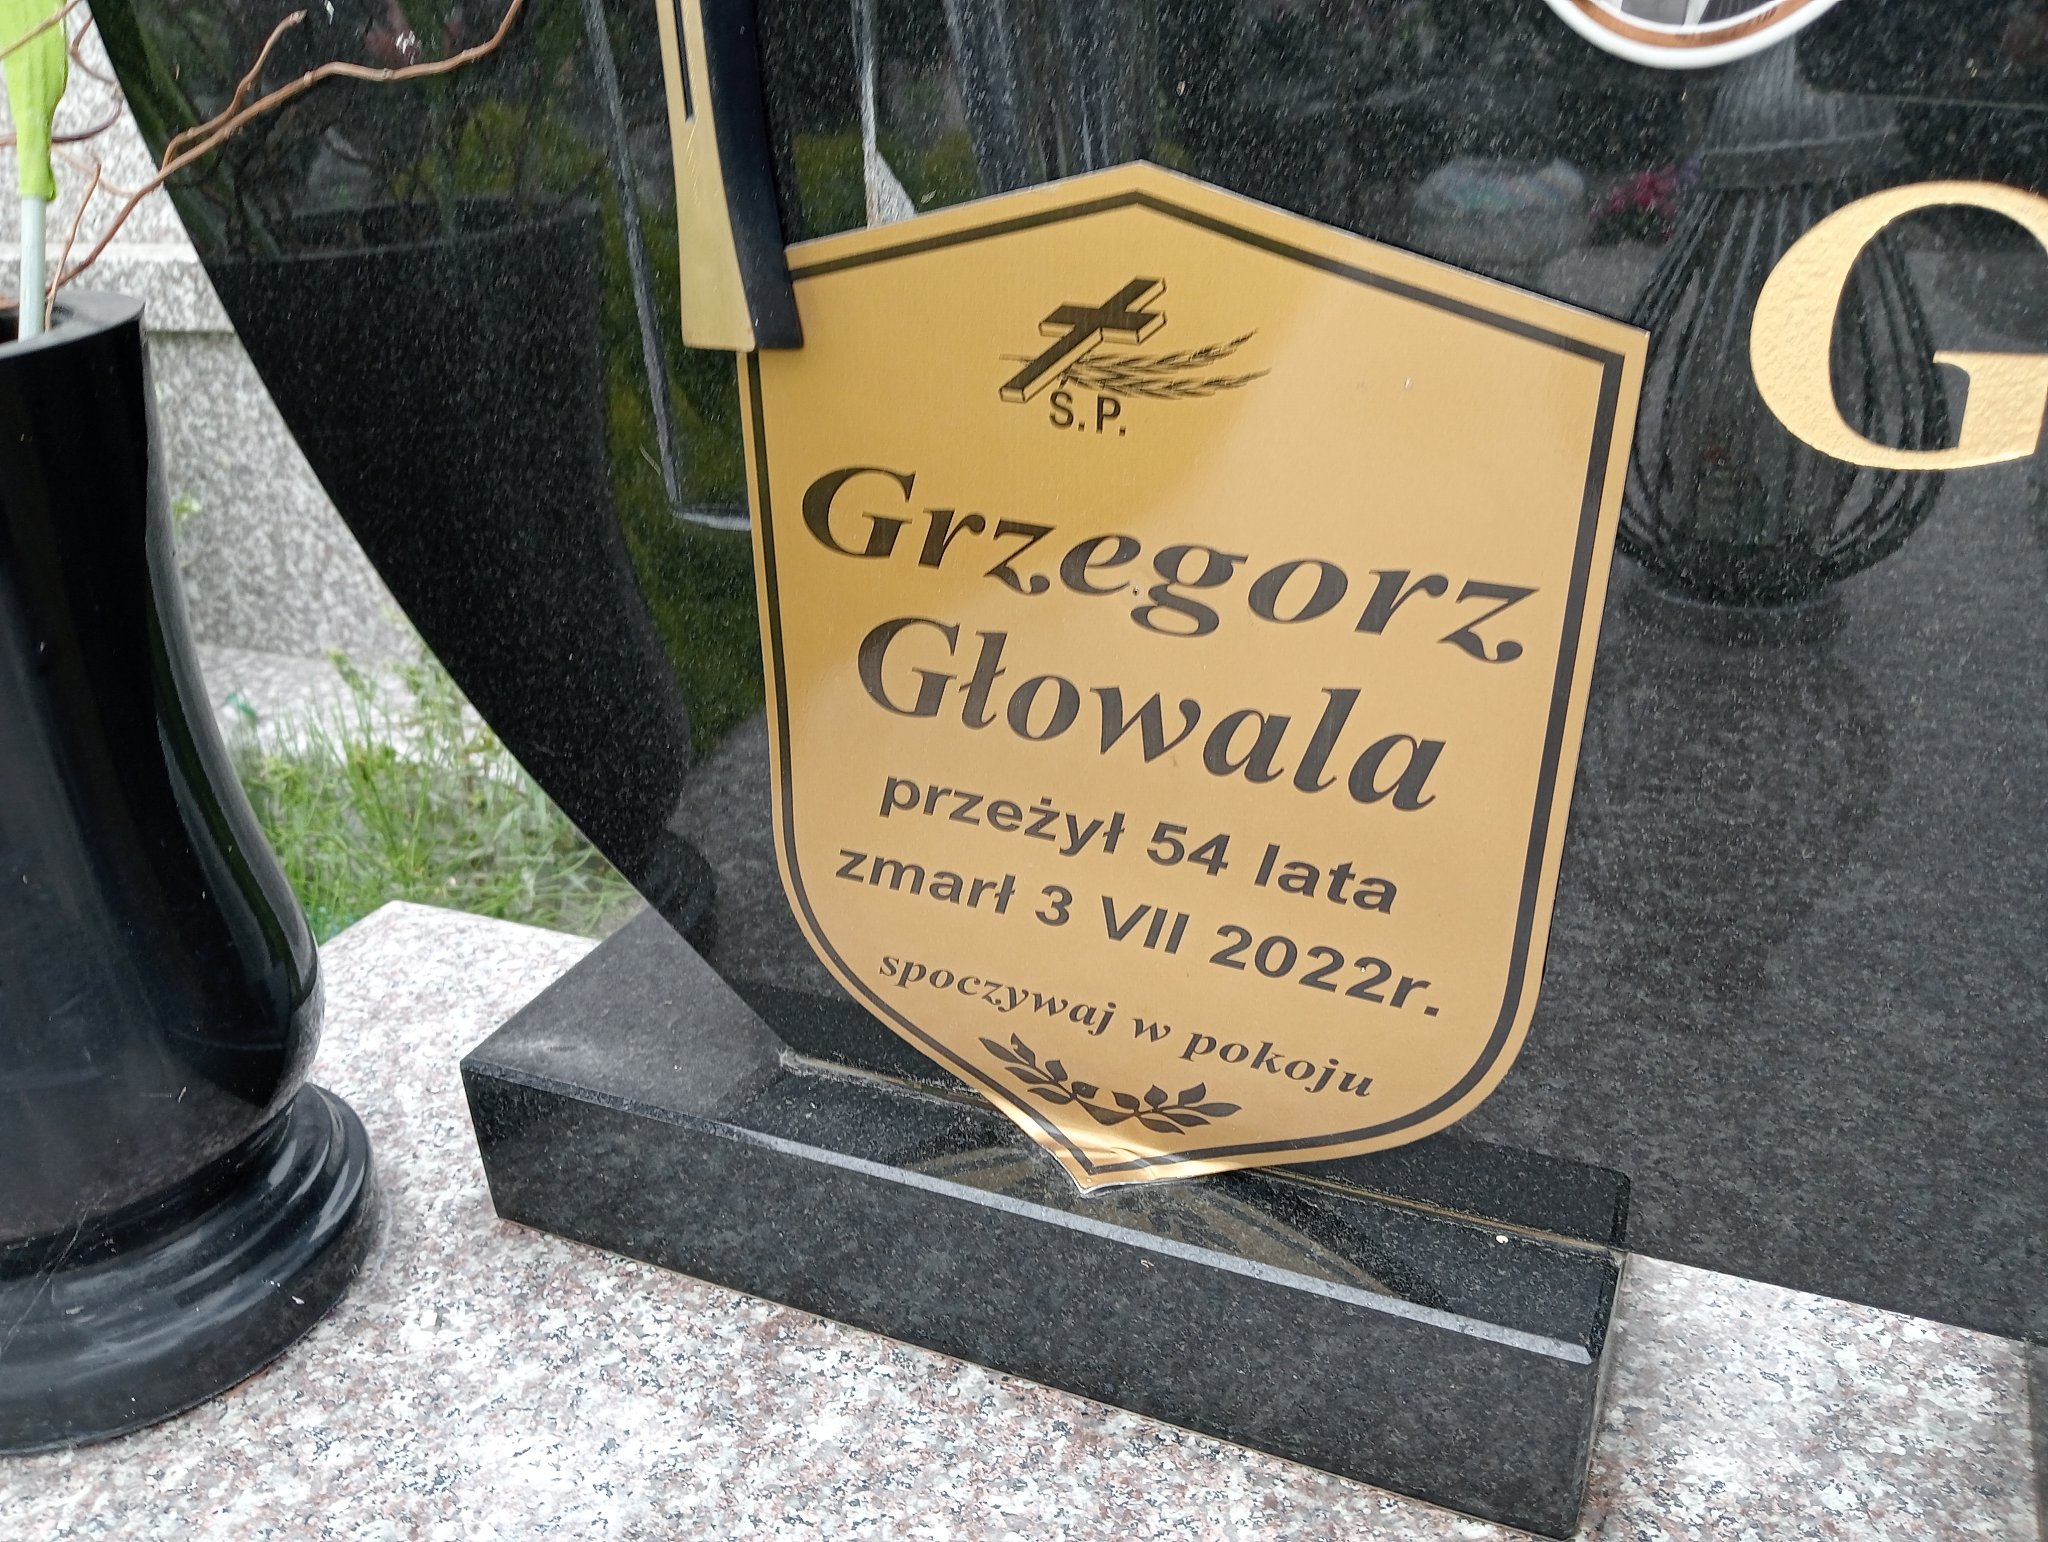 Ś.P.
Grzegorz
Głowala
przeżył 54 lata
zmarł 3 VII 2022r.
spoczywaj w pokoju
G